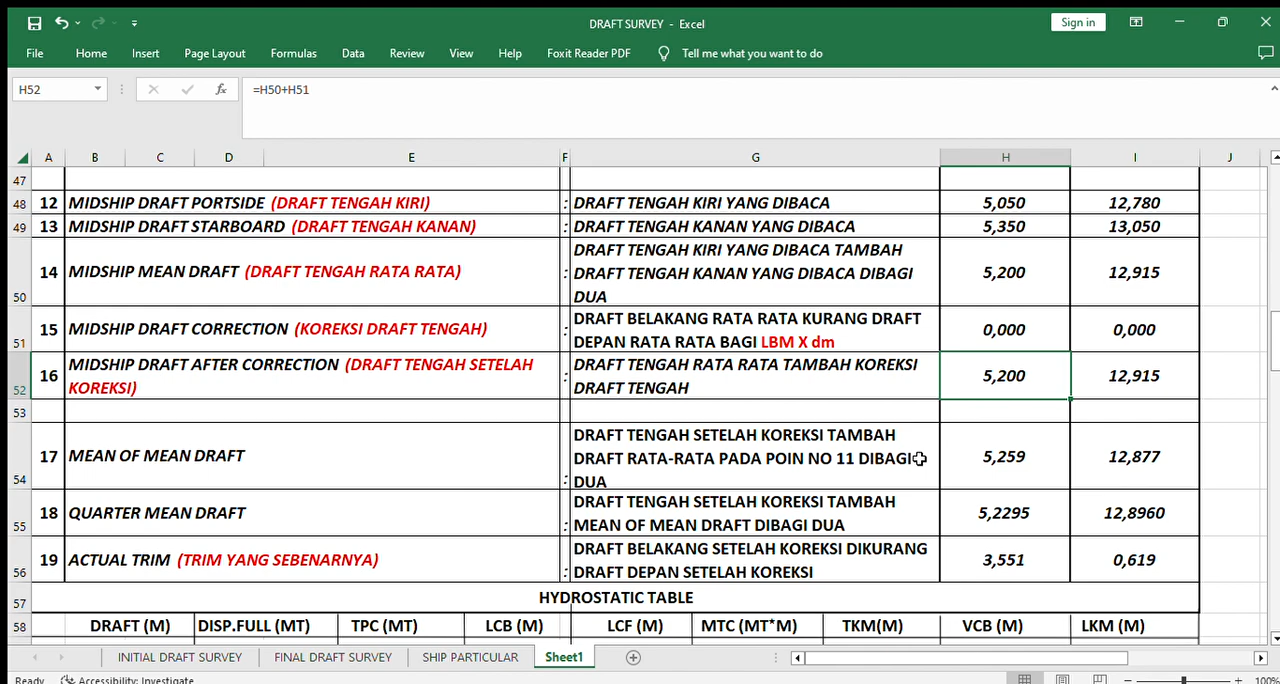 DRAFT SURVEY - Excel
Sign in
File Home Insert Page Layout Formulas Data Review View Help Foxit Reader PDF Tell me what you want to do
H52 fx =H50+H51
A B C D E F G H I J
47
48 12 MIDSHIP DRAFT PORTSIDE (DRAFT TENGAH KIRI) : DRAFT TENGAH KIRI YANG DIBACA 5,050 12,780
49 13 MIDSHIP DRAFT STARBOARD (DRAFT TENGAH KANAN) : DRAFT TENGAH KANAN YANG DIBACA 5,350 13,050
DRAFT TENGAH KIRI YANG DIBACA TAMBAH
14 MIDSHIP MEAN DRAFT (DRAFT TENGAH RATA RATA) DRAFT TENGAH KANAN YANG DIBACA DIBAGI 5,200 12,915
50 : DUA
DRAFT BELAKANG RATA RATA KURANG DRAFT
15 MIDSHIP DRAFT CORRECTION (KOREKSI DRAFT TENGAH) : 0,000 0,000
51 DEPAN RATA RATA BAGI LBM X dm
MIDSHIP DRAFT AFTER CORRECTION (DRAFT TENGAH SETELAH DRAFT TENGAH RATA RATA TAMBAH KOREKSI
16 : 5,200 12,915
52 KOREKSI) DRAFT TENGAH
53
DRAFT TENGAH SETELAH KOREKSI TAMBAH
17 MEAN OF MEAN DRAFT DRAFT RATA-RATA PADA POIN NO 11 DIBAGI 5,259 12,877
54 : DUA
DRAFT TENGAH SETELAH KOREKSI TAMBAH
18 QUARTER MEAN DRAFT 5,2295 12,8960
55 : MEAN OF MEAN DRAFT DIBAGI DUA
DRAFT BELAKANG SETELAH KOREKSI DIKURANG
19 ACTUAL TRIM (TRIM YANG SEBENARNYA) 3,551 0,619
56 : DRAFT DEPAN SETELAH KOREKSI
57 HYDROSTATIC TABLE
58 DRAFT (M) DISP.FULL (MT) TPC (MT) LCB (M) LCF (M) MTC (MT*M) TKM(M) VCB (M) LKM (M)
INITIAL DRAFT SURVEY FINAL DRAFT SURVEY SHIP PARTICULAR Sheet1
Ready Accessibility: Investigate 100%